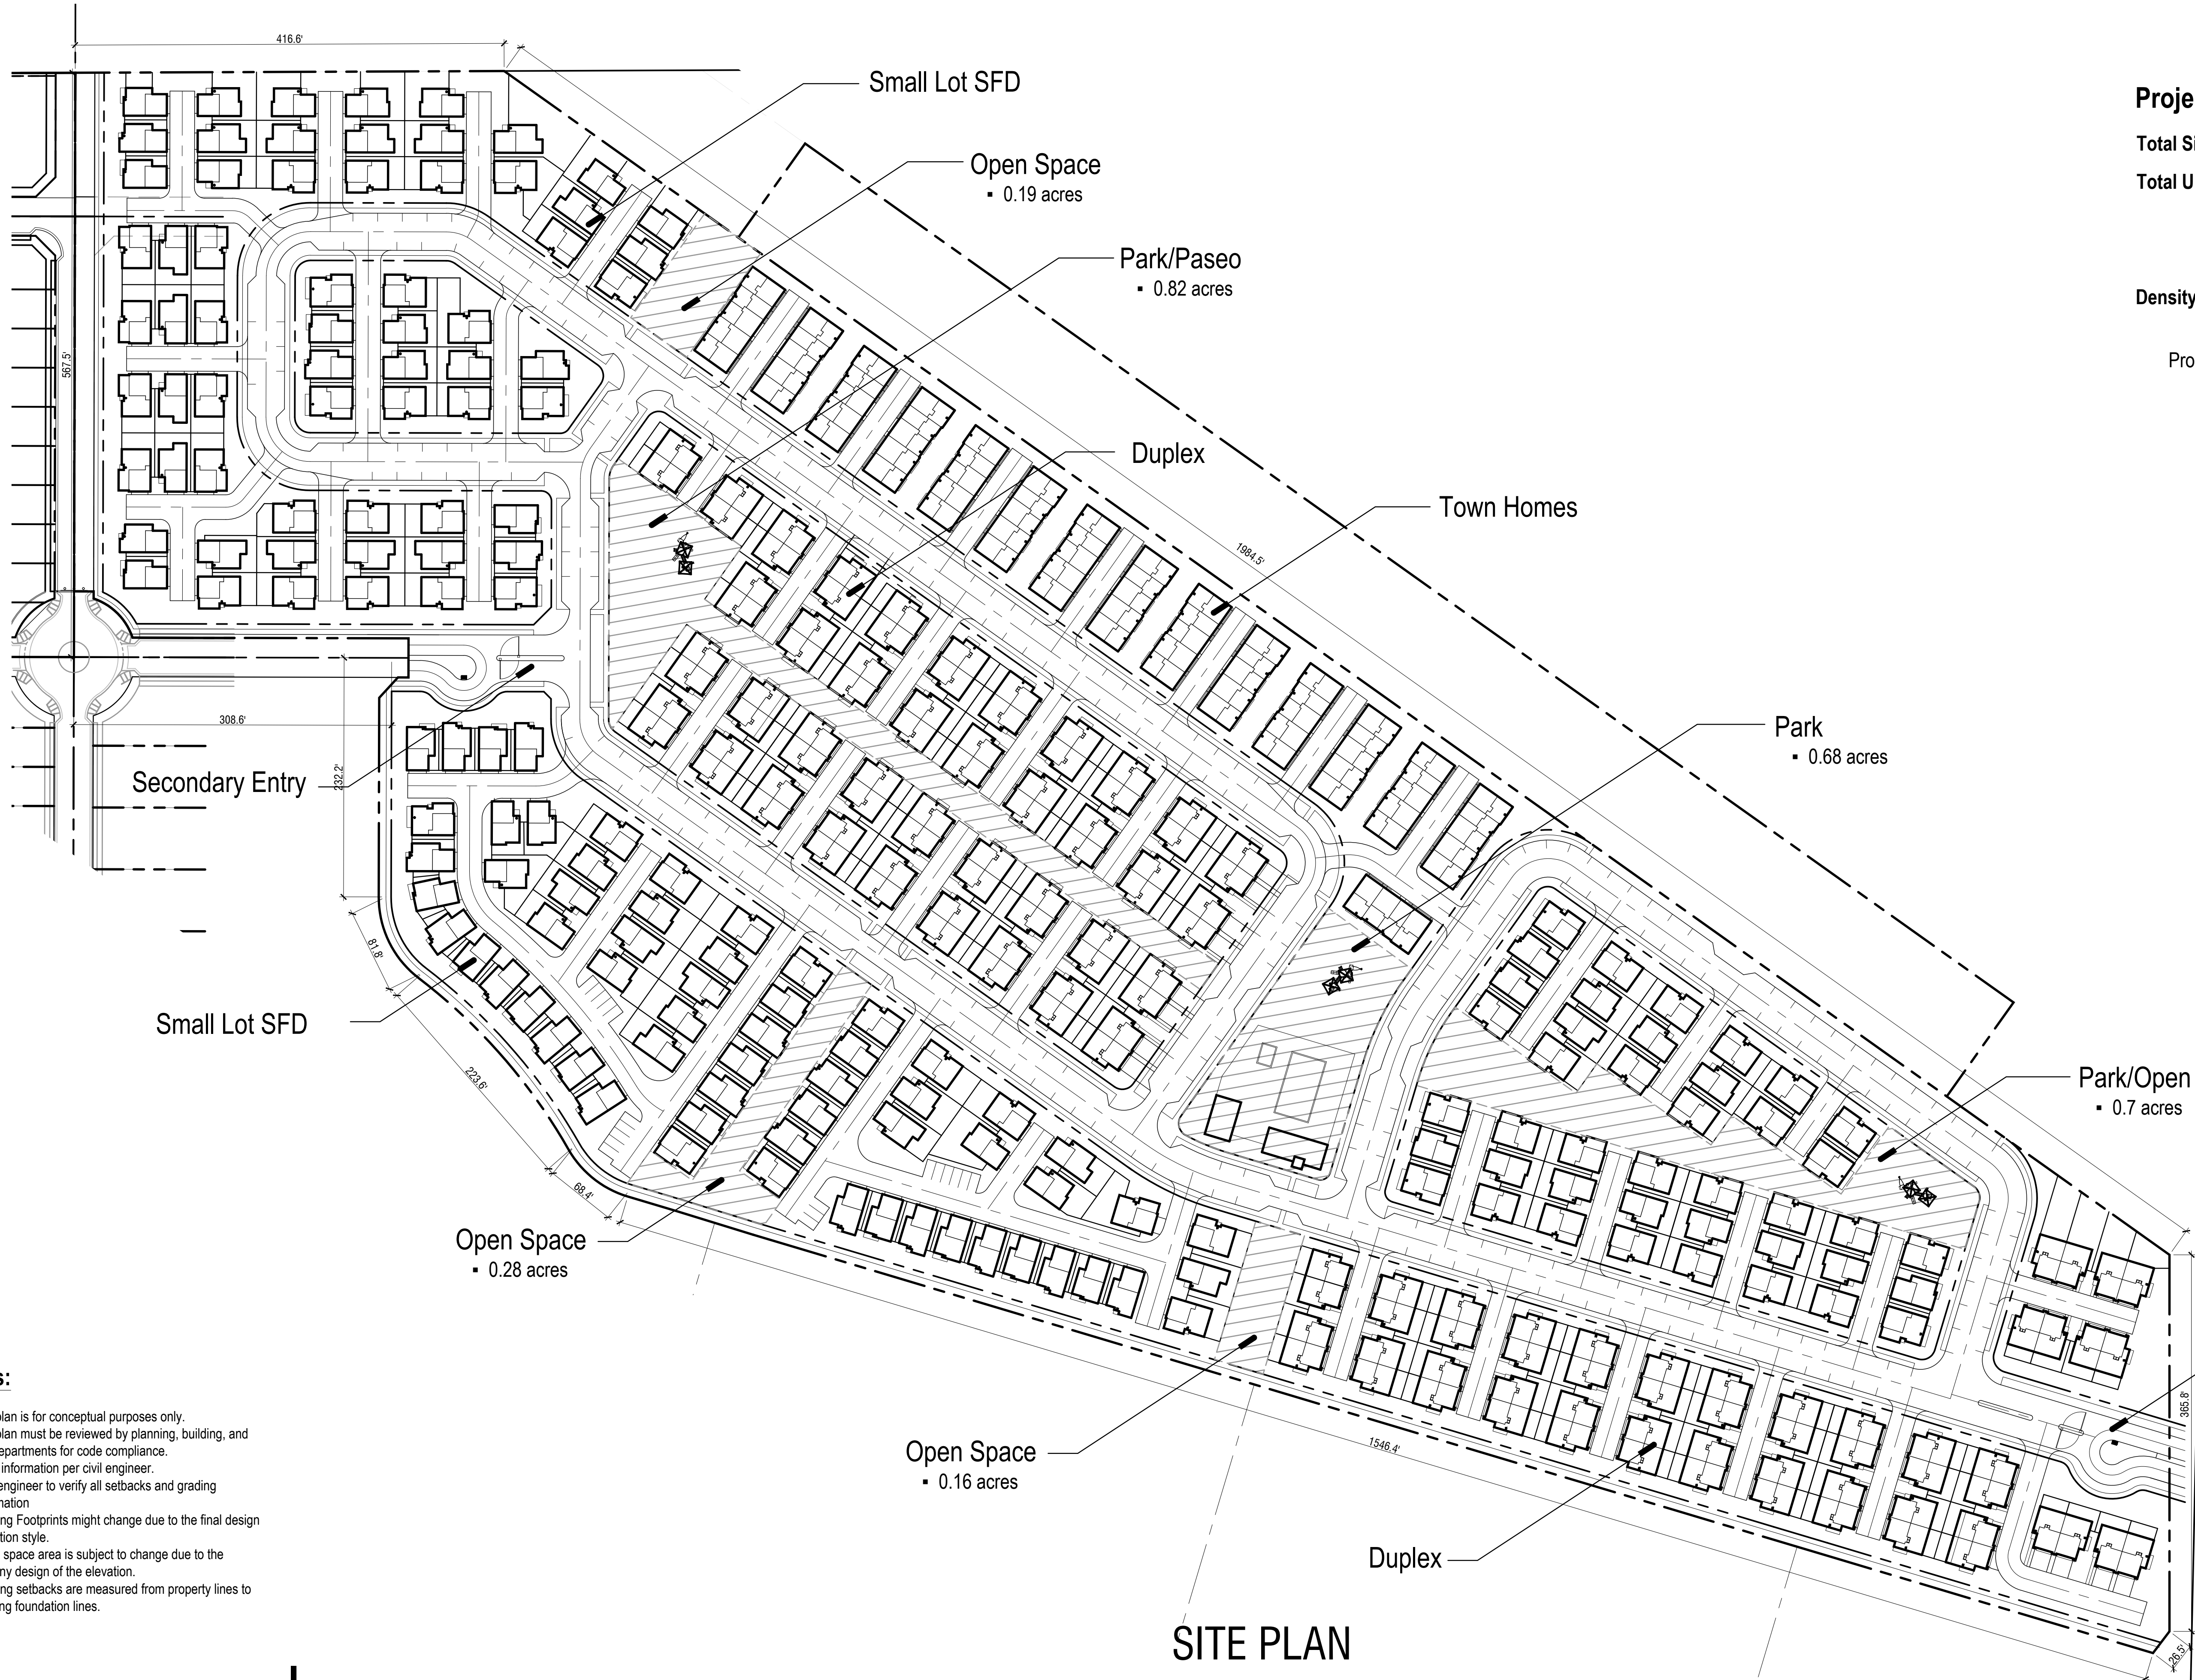 416.6'
Small Lot SFD
Open Space
▪ 0.19 acres
Park/Paseo
▪ 0.82 acres
Proje
Total Si
Total U
Density
Pro
567.5'
Duplex
Town Homes
1984.5'
Park
▪ 0.68 acres
308.6'
Secondary Entry
232.2'
81.8'
Small Lot SFD
223.6'
68.4'
Park/Open
▪ 0.7 acres
Open Space
▪ 0.28 acres
Open Space
▪ 0.16 acres
1546.4'
365.8'
Duplex
26.5'
s:
plan is for conceptual purposes only.
plan must be reviewed by planning, building, and
epartments for code compliance.
information per civil engineer.
engineer to verify all setbacks and grading
nation
ng Footprints might change due to the final design
tion style.
space area is subject to change due to the
ny design of the elevation.
ng setbacks are measured from property lines to
ng foundation lines.
SITE PLAN